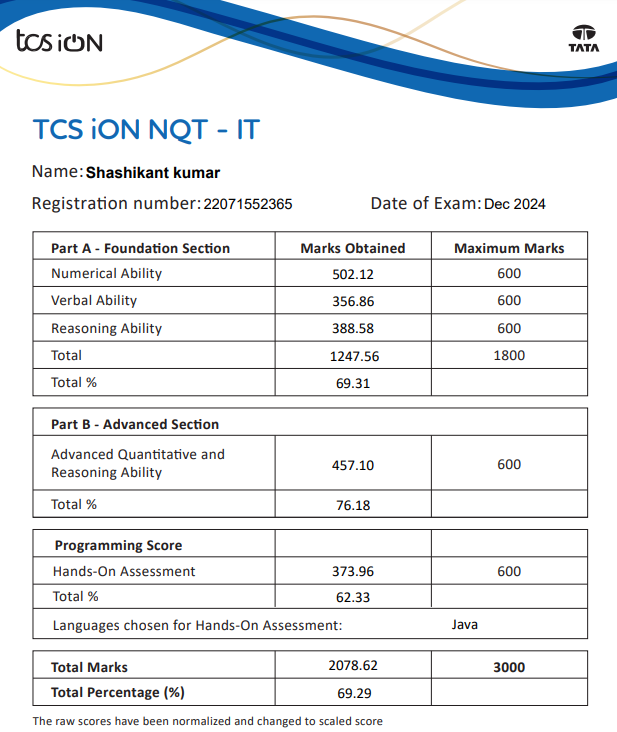 tcs iON
TATA
TCS iON NQT - IT
Name: Shashikant kumar
Registration number: 22071552365 Date of Exam: Dec 2024
Part A - Foundation Section Marks Obtained Maximum Marks
Numerical Ability 502.12 600
Verbal Ability 356.86 600
Reasoning Ability 388.58 600
Total 1247.56 1800
Total % 69.31
Part B - Advanced Section
Advanced Quantitative and
Reasoning Ability 457.10 600
Total % 76.18
Programming Score
Hands-On Assessment 373.96 600
Total % 62.33
Languages chosen for Hands-On Assessment: Java
Total Marks 2078.62 3000
Total Percentage (%) 69.29
The raw scores have been normalized and changed to scaled score